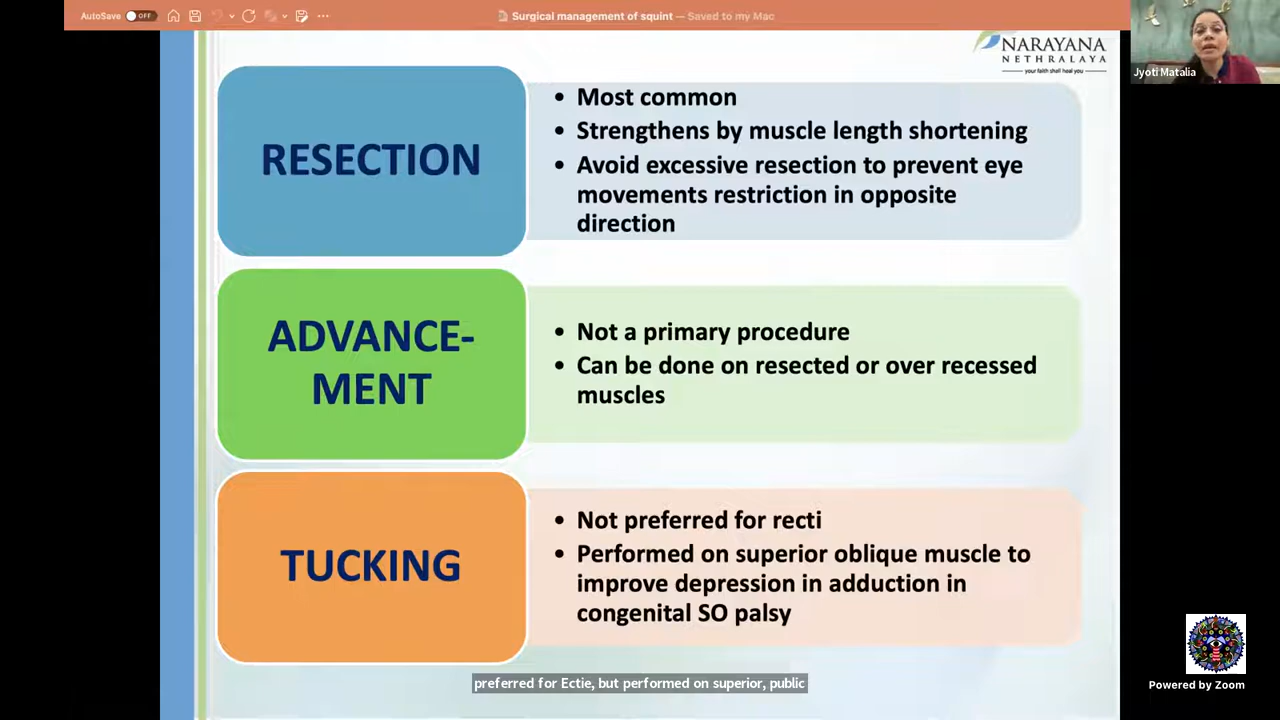 AutoSave OFF
Surgical management of squint — Saved to my Mac
NARAYANA
NETHRALAYA
your faith shall heal you
Jyoti Matalia
RESECTION
• Most common
• Strengthens by muscle length shortening
• Avoid excessive resection to prevent eye
movements restriction in opposite
direction
ADVANCE-
MENT
• Not a primary procedure
• Can be done on resected or over recessed
muscles
TUCKING
• Not preferred for recti
• Performed on superior oblique muscle to
improve depression in adduction in
congenital SO palsy
preferred for Ectie, but performed on superior, public
Powered by Zoom